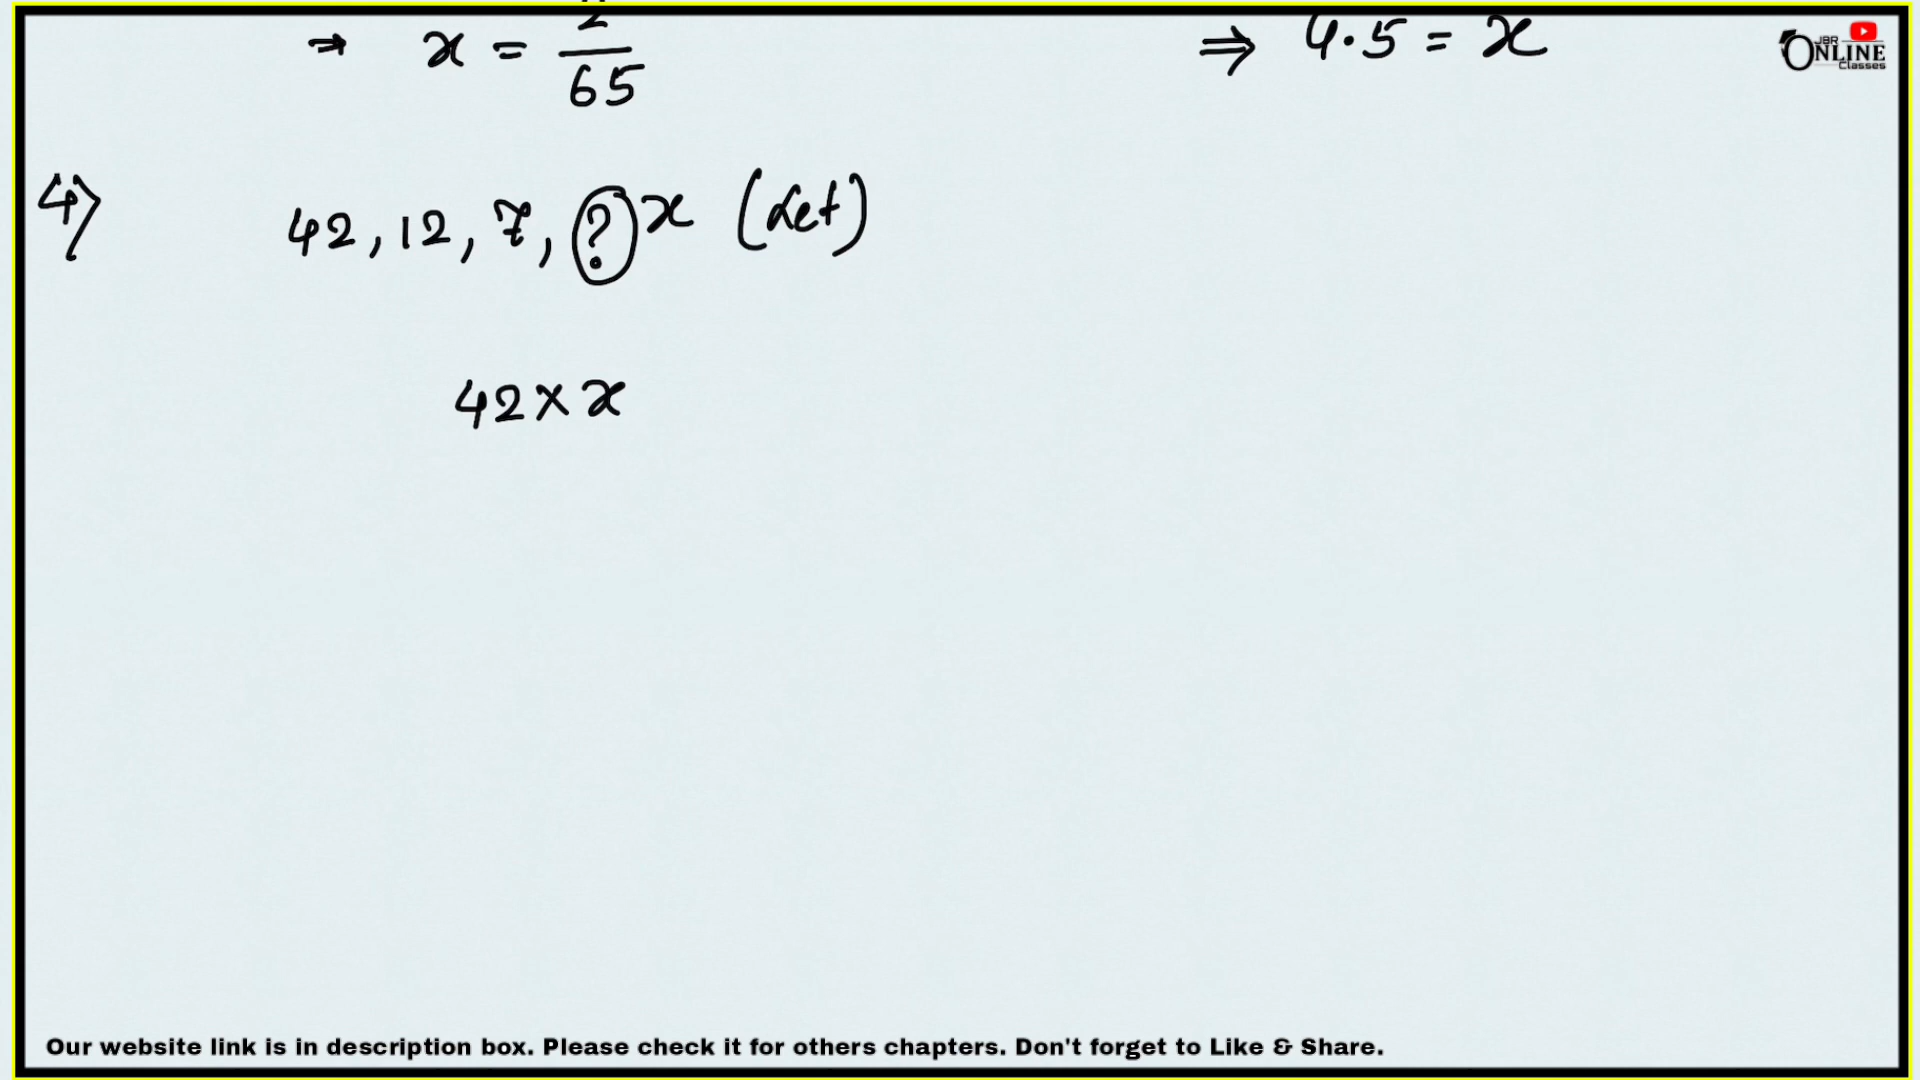 ⇒ x = 2/65
⇒ 4.5 = x
JBR
ONLINE
Classes
4) 42, 12, 7, ? x (Let)
42 × x
Our website link is in description box. Please check it for others chapters. Don't forget to Like & Share.